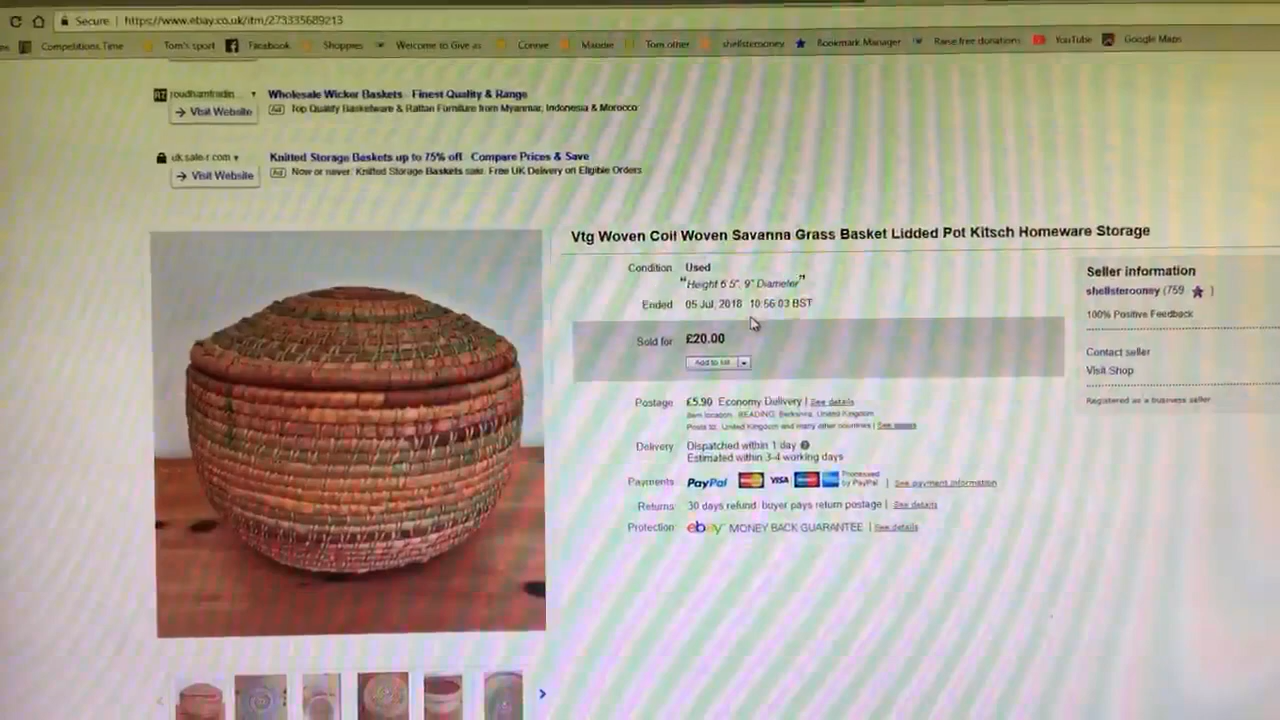 Secure | https://www.ebay.co.uk/itm/273335689213
Competitions Time Tom's sport Facebook Shoppies Welcome to Give as Connee Mandie Tom other shellstemoney Bookmark Manager Raise free donations YouTube Google Maps
RT roudhamtradin...
Wholesale Wicker Baskets Finest Quality & Range
→ Visit Website
Ad Top Quality Basketware & Rattan Furniture from Myanmar, Indonesia & Morocco
uk.sale-r.com
Knitted Storage Baskets up to 75% off Compare Prices & Save
→ Visit Website
Ad Now or never: Knitted Storage Baskets sale. Free UK Delivery on Eligible Orders
Vtg Woven Coil Woven Savanna Grass Basket Lidded Pot Kitsch Homeware Storage
Condition Used
"Height 6.5", 9" Diameter"
Ended 05 Jul, 2018 10:56:03 BST
Sold for £20.00
Add to list
Postage £5.90 Economy Delivery | See details
Item location: READING, Berkshire, United Kingdom
Posts to: United Kingdom and many other countries | See details
Delivery Dispatched within 1 day
Estimated within 3-4 working days
Payments PayPal VISA Processed by PayPal | See payment information
Returns 30 days refund, buyer pays return postage | See details
Protection ebay MONEY BACK GUARANTEE | See details
Seller information
shellsterooney (759 )
100% Positive Feedback
Contact seller
Visit Shop
Registered as a business seller